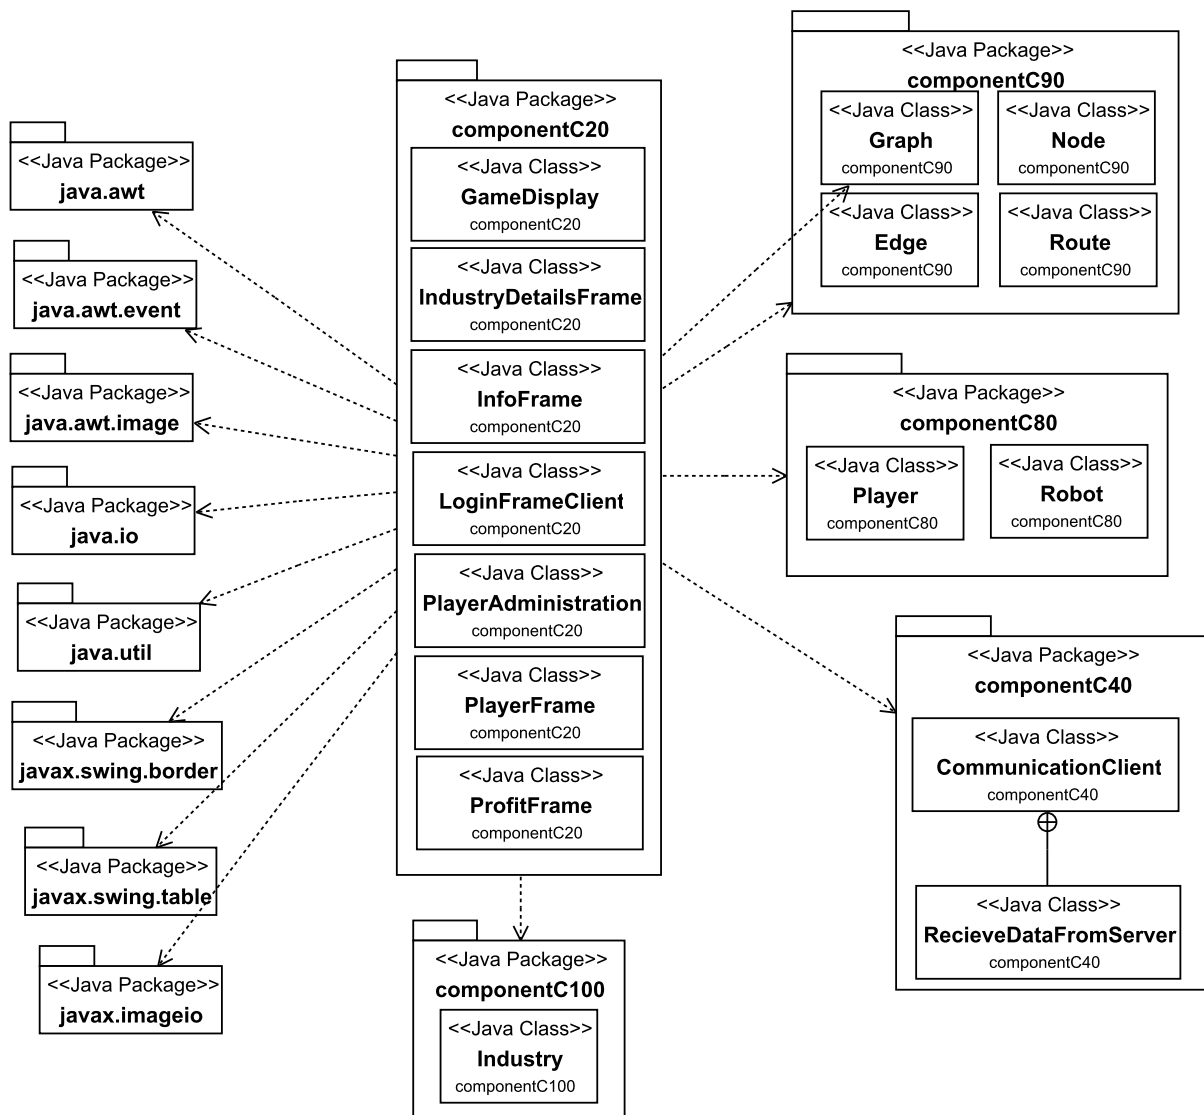 <<Java Package>>
java.awt
<<Java Package>>
java.awt.event
<<Java Package>>
java.awt.image
<<Java Package>>
java.io
<<Java Package>>
java.util
<<Java Package>>
javax.swing.border
<<Java Package>>
javax.swing.table
<<Java Package>>
javax.imageio
<<Java Package>>
componentC20
<<Java Class>>
GameDisplay
componentC20
<<Java Class>>
IndustryDetailsFrame
componentC20
<<Java Class>>
InfoFrame
componentC20
<<Java Class>>
LoginFrameClient
componentC20
<<Java Class>>
PlayerAdministration
componentC20
<<Java Class>>
PlayerFrame
componentC20
<<Java Class>>
ProfitFrame
componentC20
<<Java Package>>
componentC100
<<Java Class>>
Industry
componentC100
<<Java Package>>
componentC90
<<Java Class>>
Graph
componentC90
<<Java Class>>
Node
componentC90
<<Java Class>>
Edge
componentC90
<<Java Class>>
Route
componentC90
<<Java Package>>
componentC80
<<Java Class>>
Player
componentC80
<<Java Class>>
Robot
componentC80
<<Java Package>>
componentC40
<<Java Class>>
CommunicationClient
componentC40
<<Java Class>>
RecieveDataFromServer
componentC40